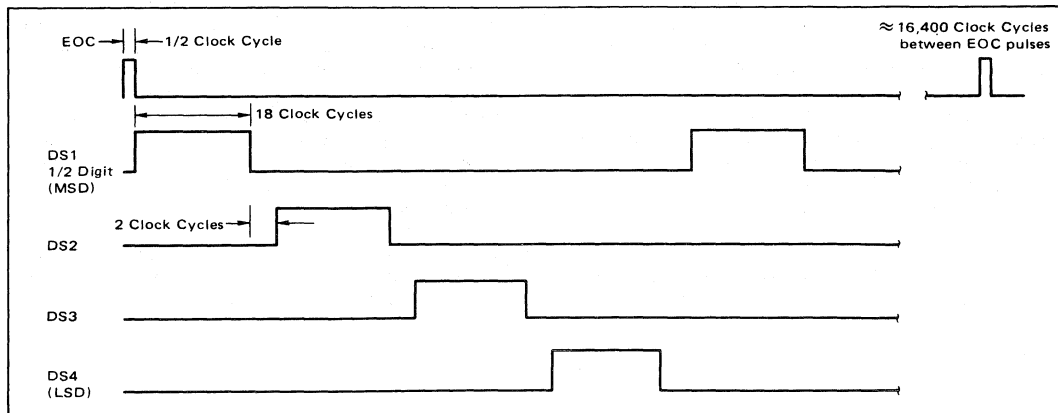 EOC
1/2 Clock Cycle
≈ 16,400 Clock Cycles
between EOC pulses
18 Clock Cycles
DS1
1/2 Digit
(MSD)
2 Clock Cycles
DS2
DS3
DS4
(LSD)